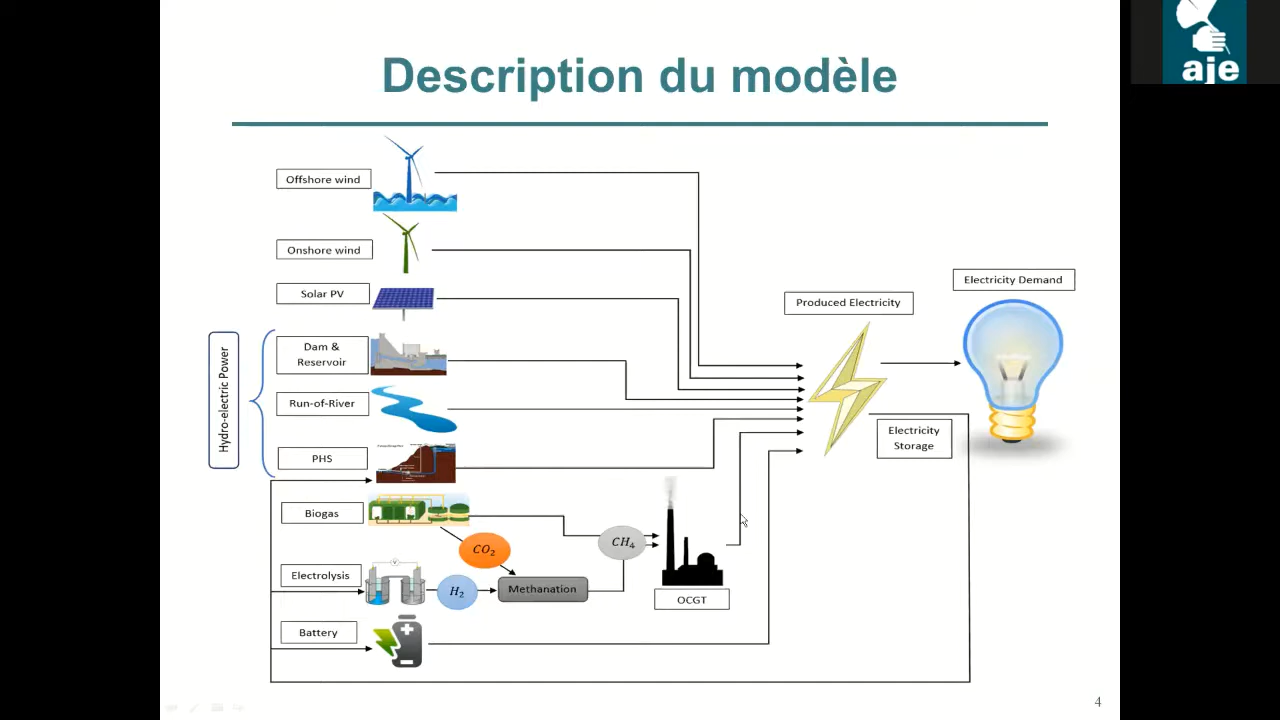 Description du modèle
aje
Offshore wind
Onshore wind
Solar PV
Dam &
Reservoir
Run-of-River
PHS
Hydro-electric Power
Biogas
Electrolysis
Battery
CO₂
H₂
Methanation
CH₄
OCGT
Produced Electricity
Electricity Demand
Electricity
Storage
4